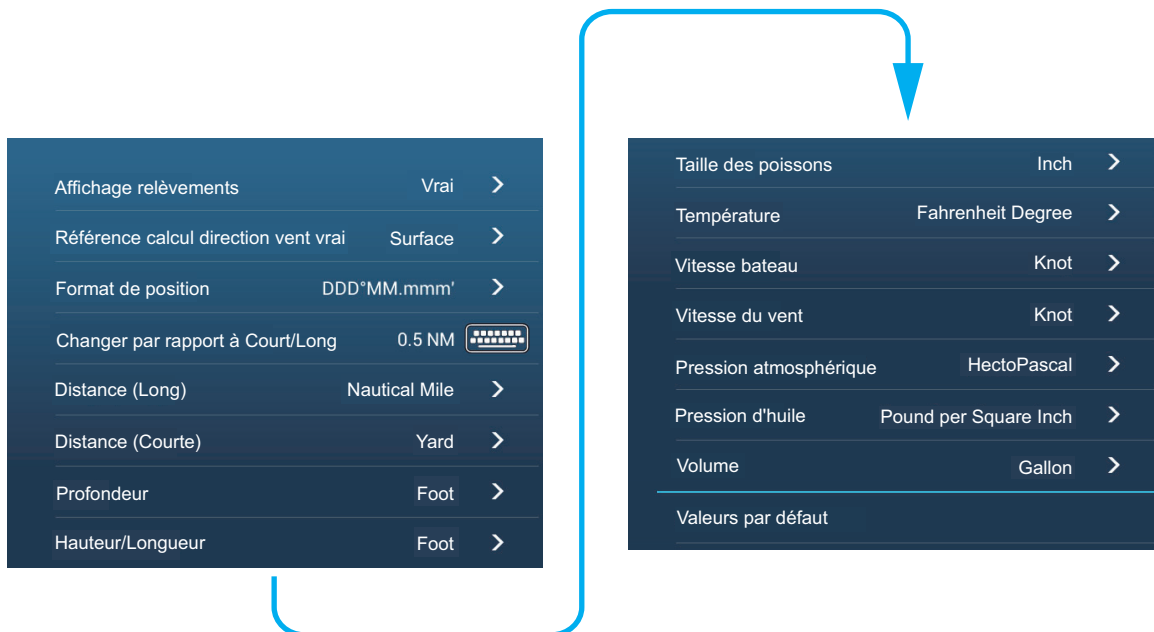 Affichage relèvements Vrai
Référence calcul direction vent vrai Surface
Format de position DDD°MM.mmm'
Changer par rapport à Court/Long 0.5 NM
Distance (Long) Nautical Mile
Distance (Courte) Yard
Profondeur Foot
Hauteur/Longueur Foot
Taille des poissons Inch
Température Fahrenheit Degree
Vitesse bateau Knot
Vitesse du vent Knot
Pression atmosphérique HectoPascal
Pression d'huile Pound per Square Inch
Volume Gallon
Valeurs par défaut